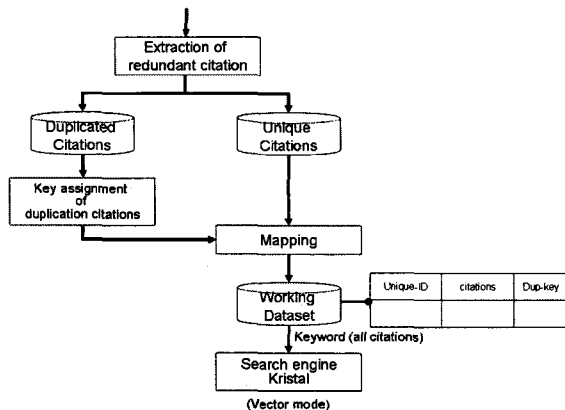 Extraction of
redundant citation
Duplicated
Citations
Unique
Citations
Key assignment
of
duplication citations
Mapping
Working
Dataset
Unique-ID
citations
Dup-key
Keyword (all citations)
Search engine
Kristal
(Vector mode)